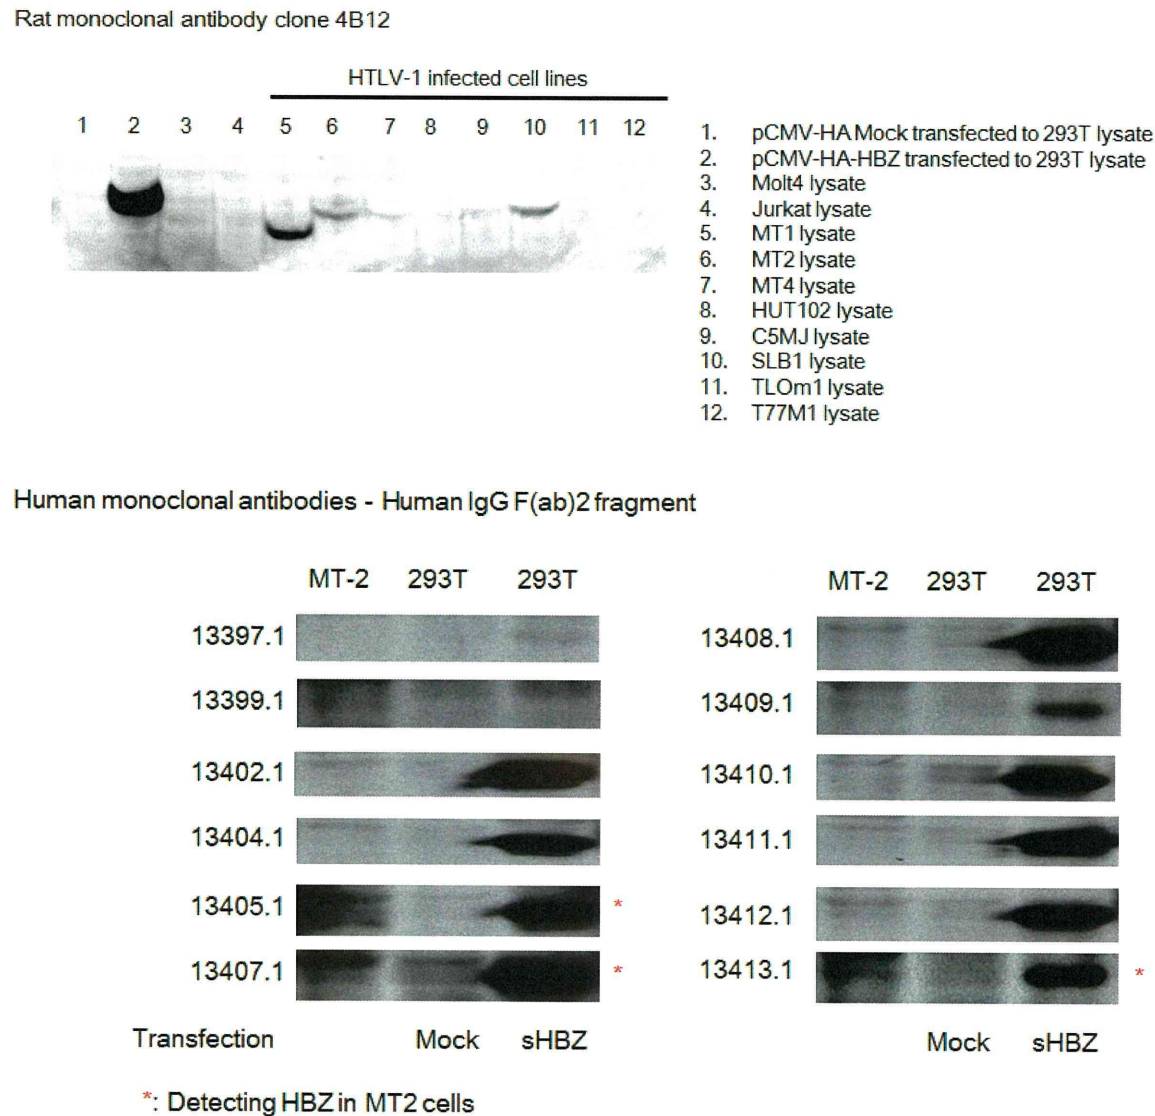 Rat monoclonal antibody clone 4B12
HTLV-1 infected cell lines
1 2 3 4 5 6 7 8 9 10 11 12
1. pCMV-HA Mock transfected to 293T lysate
2. pCMV-HA-HBZ transfected to 293T lysate
3. Molt4 lysate
4. Jurkat lysate
5. MT1 lysate
6. MT2 lysate
7. MT4 lysate
8. HUT102 lysate
9. C5MJ lysate
10. SLB1 lysate
11. TLOm1 lysate
12. T77M1 lysate
Human monoclonal antibodies - Human IgG F(ab)2 fragment
MT-2 293T 293T
13397.1
13399.1
13402.1
13404.1
13405.1 *
13407.1 *
Transfection Mock sHBZ
MT-2 293T 293T
13408.1
13409.1
13410.1
13411.1
13412.1
13413.1 *
Mock sHBZ
*: Detecting HBZ in MT2 cells